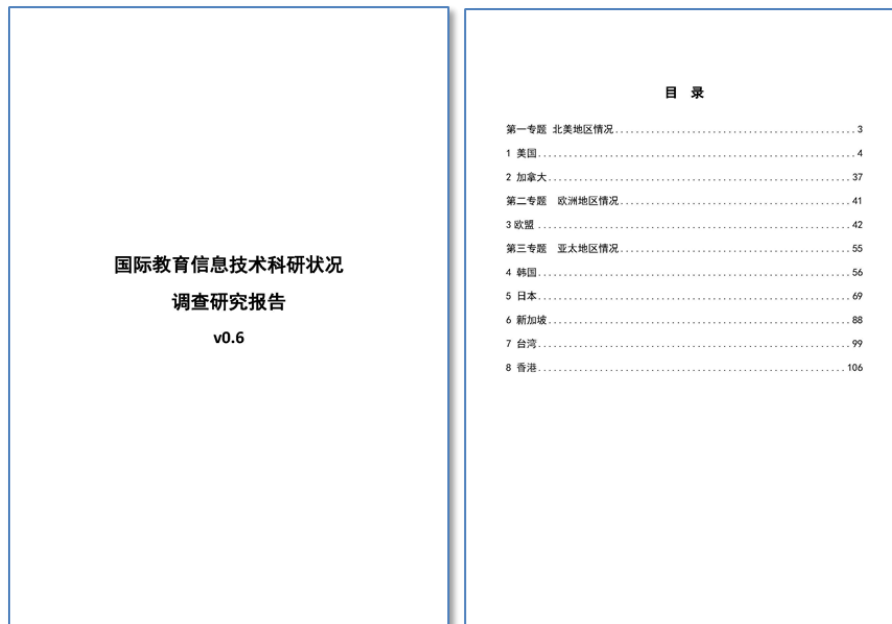 国际教育信息技术科研状况
调查研究报告
v0.6
目 录
第一专题 北美地区情况................................................3
1 美国................................................................4
2 加拿大.............................................................37
第二专题 欧洲地区情况...............................................41
3 欧盟...............................................................42
第三专题 亚太地区情况...............................................55
4 韩国...............................................................56
5 日本...............................................................69
6 新加坡.............................................................88
7 台湾...............................................................99
8 香港..............................................................106